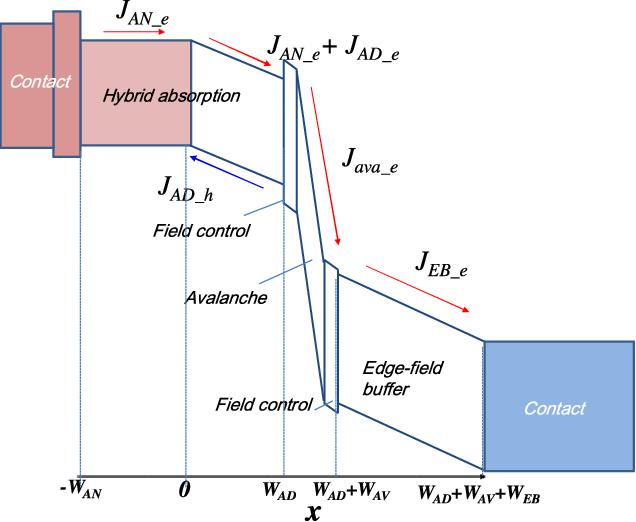 J_AN_e
J_AN_e + J_AD_e
Contact
Hybrid absorption
J_ava_e
J_AD_h
Field control
J_EB_e
Avalanche
Edge-field
buffer
Field control
Contact
-W_AN
0
W_AD
W_AD+W_AV
W_AD+W_AV+W_EB
x